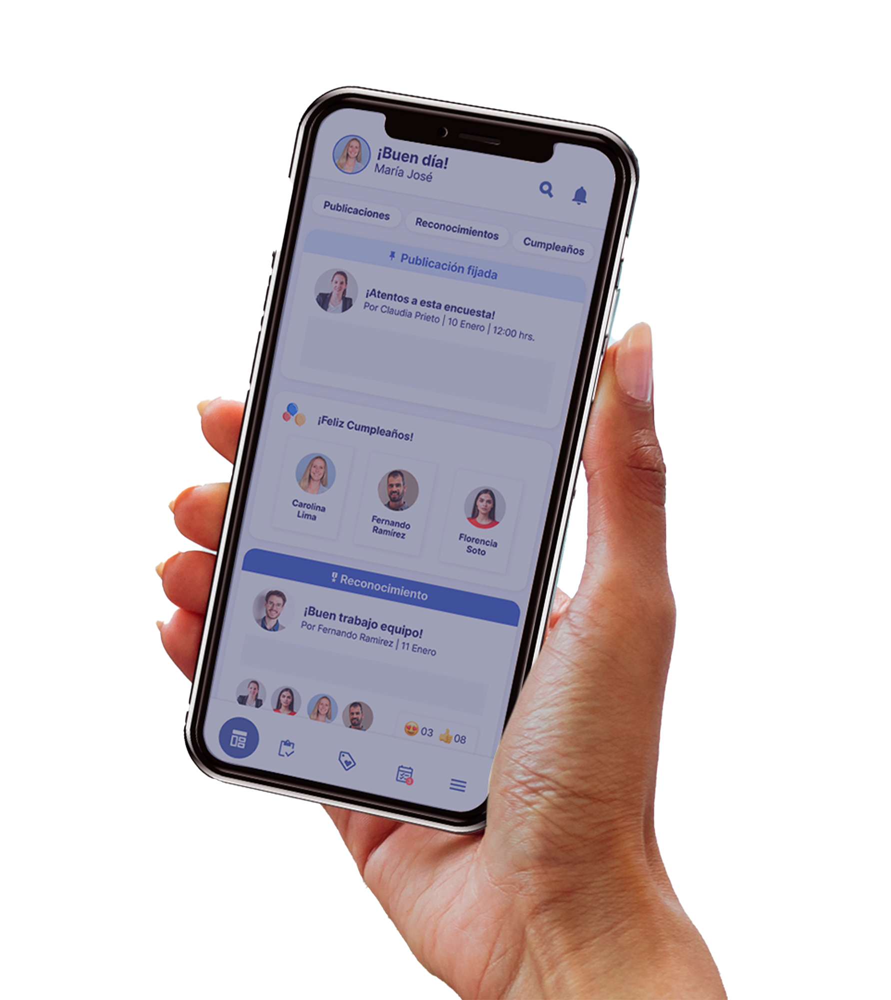 ¡Buen día!
María José
Publicaciones
Reconocimientos
Cumpleaños
Publicación fijada
¡Atentos a esta encuesta!
Por Claudia Prieto | 10 Enero | 12:00 hrs.
¡Feliz Cumpleaños!
Carolina
Lima
Fernando
Ramírez
Florencia
Soto
Reconocimiento
¡Buen trabajo equipo!
Por Fernando Ramirez | 11 Enero
03
08